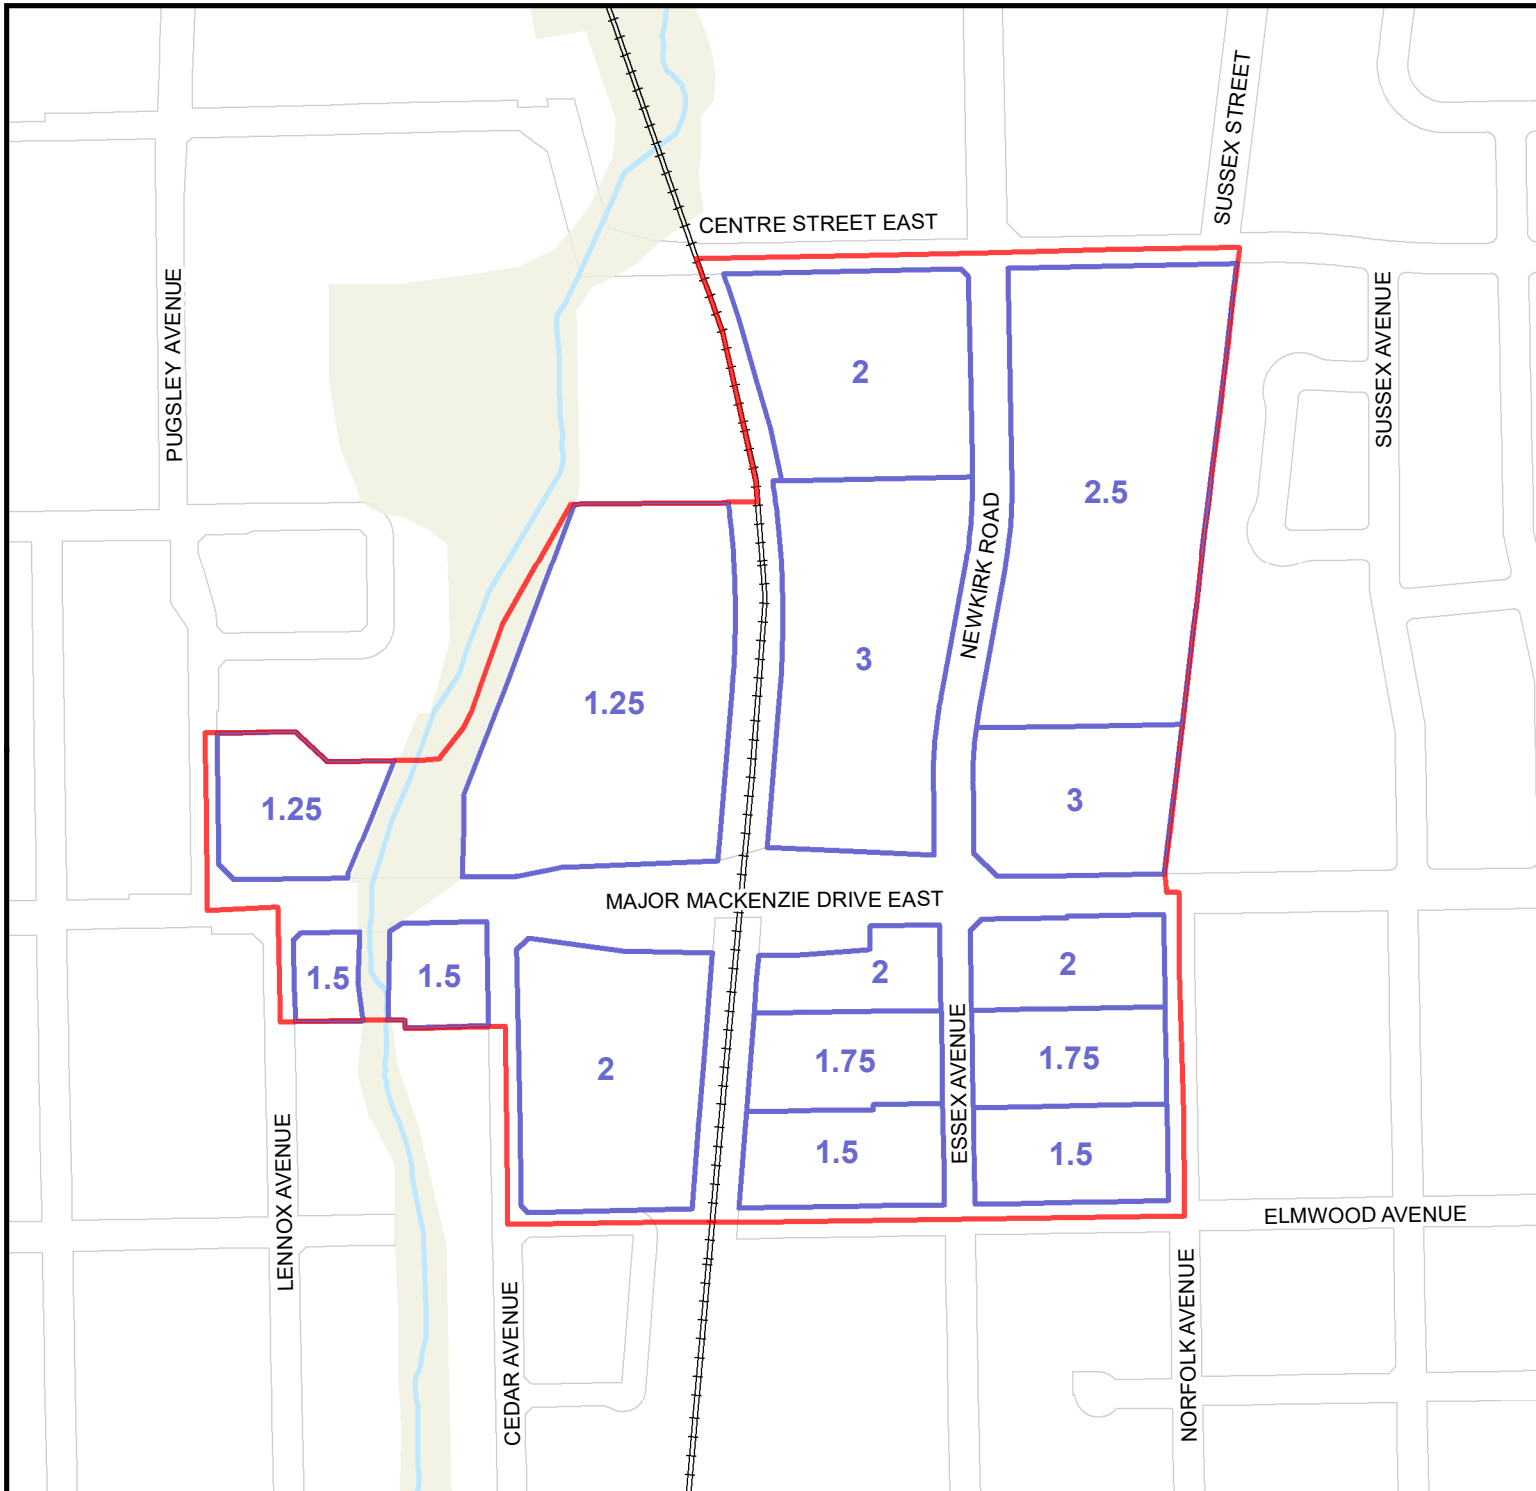 SUSSEX STREET
CENTRE STREET EAST
PUGSLEY AVENUE
SUSSEX AVENUE
2
2.5
NEWKIRK ROAD
3
1.25
3
1.25
MAJOR MACKENZIE DRIVE EAST
1.5
1.5
2
2
2
1.75
1.75
ESSEX AVENUE
1.5
1.5
LENNOX AVENUE
ELMWOOD AVENUE
CEDAR AVENUE
NORFOLK AVENUE